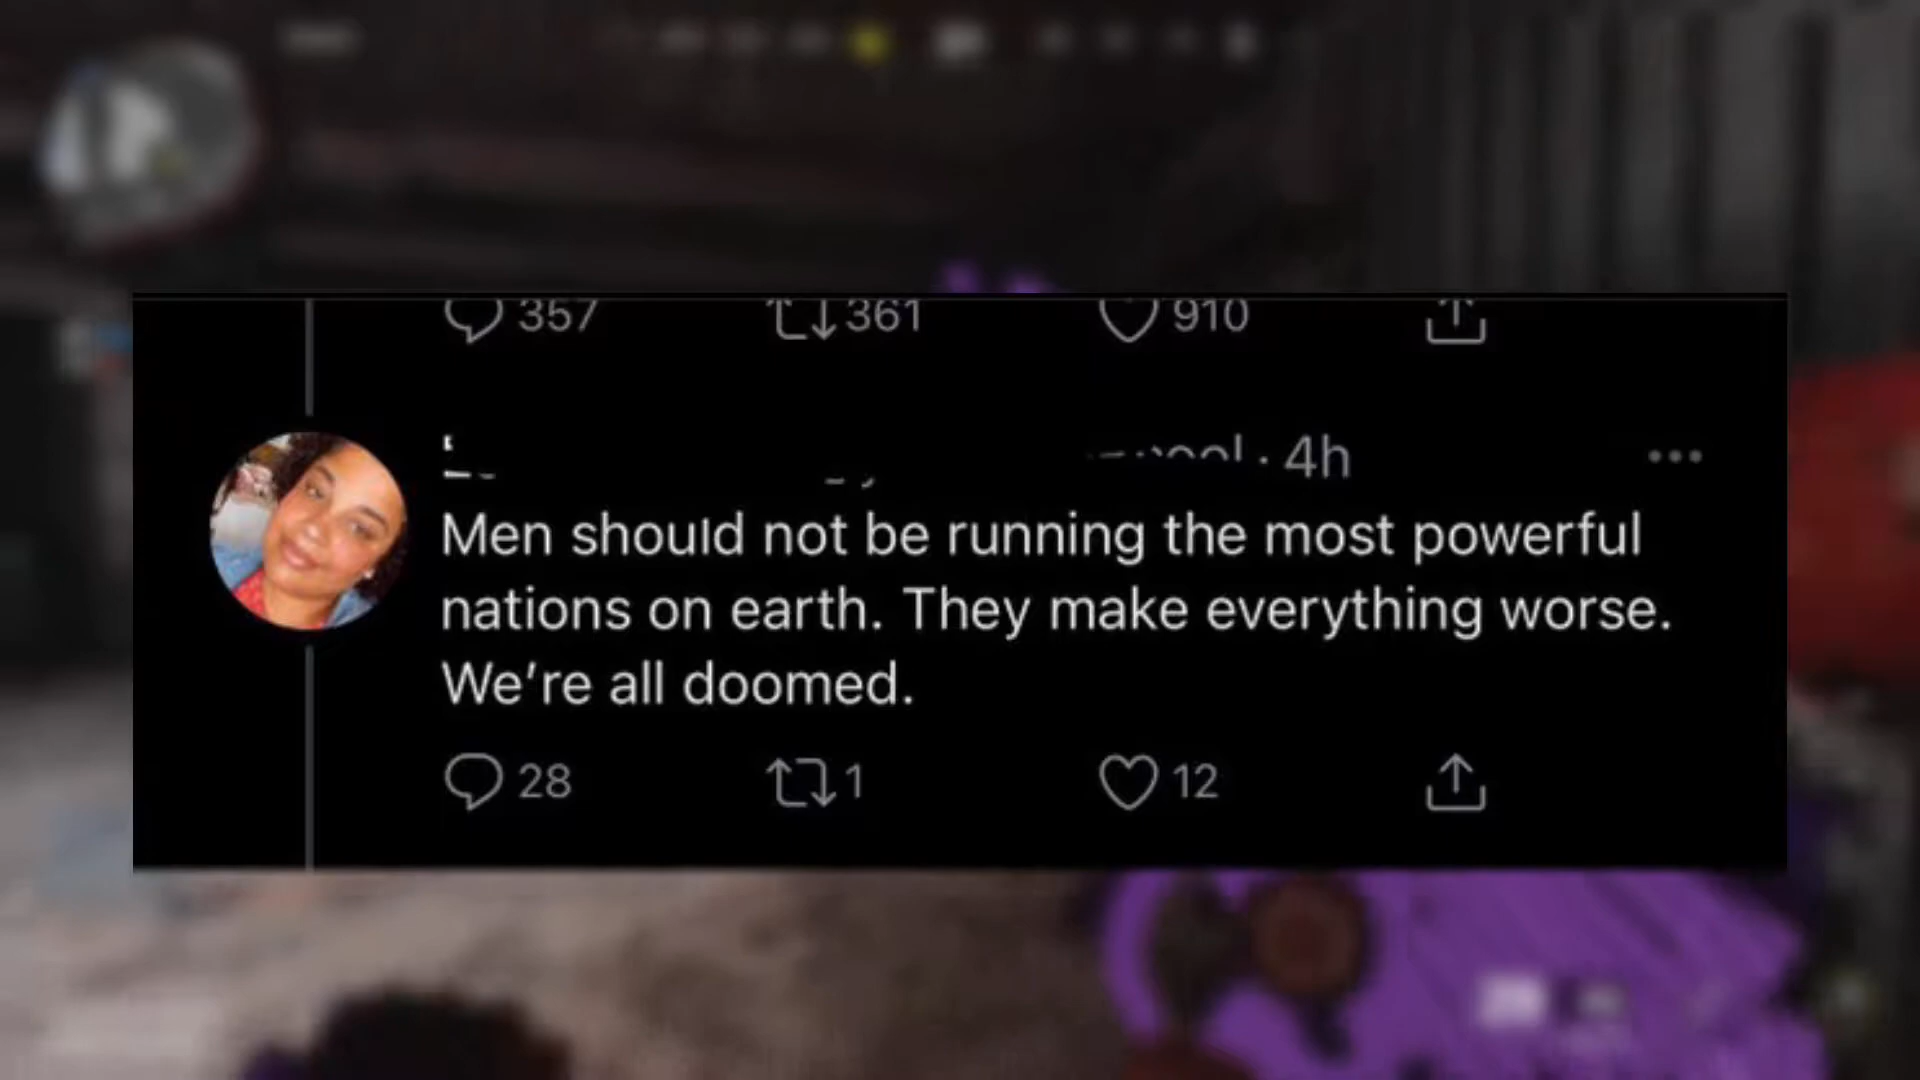 357 361 910
· 4h
Men should not be running the most powerful
nations on earth. They make everything worse.
We're all doomed.
28 1 12